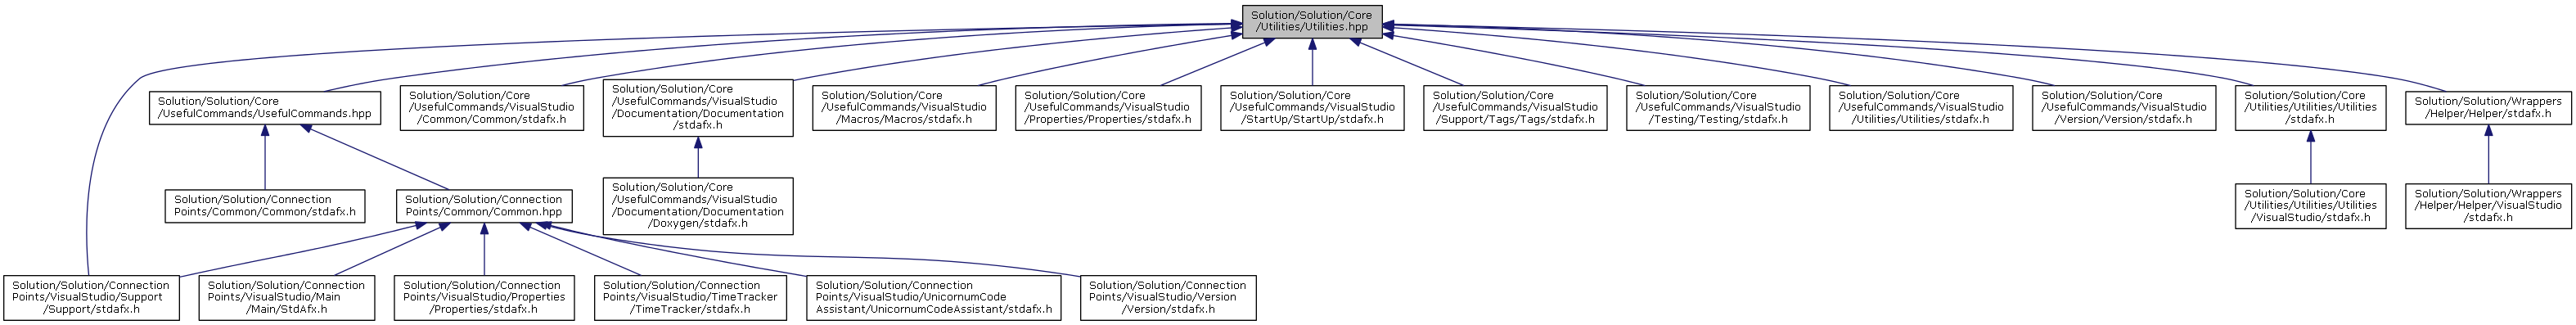 Solution/Solution/Core
/Utilities/Utilities.hpp
Solution/Solution/Core
/UsefulCommands/UsefulCommands.hpp
Solution/Solution/Core
/UsefulCommands/VisualStudio
/Common/Common/stdafx.h
Solution/Solution/Core
/UsefulCommands/VisualStudio
/Documentation/Documentation
/stdafx.h
Solution/Solution/Core
/UsefulCommands/VisualStudio
/Macros/Macros/stdafx.h
Solution/Solution/Core
/UsefulCommands/VisualStudio
/Properties/Properties/stdafx.h
Solution/Solution/Core
/UsefulCommands/VisualStudio
/StartUp/StartUp/stdafx.h
Solution/Solution/Core
/UsefulCommands/VisualStudio
/Support/Tags/Tags/stdafx.h
Solution/Solution/Core
/UsefulCommands/VisualStudio
/Testing/Testing/stdafx.h
Solution/Solution/Core
/UsefulCommands/VisualStudio
/Utilities/Utilities/stdafx.h
Solution/Solution/Core
/UsefulCommands/VisualStudio
/Version/Version/stdafx.h
Solution/Solution/Core
/Utilities/Utilities/Utilities
/stdafx.h
Solution/Solution/Wrappers
/Helper/Helper/stdafx.h
Solution/Solution/Connection
Points/Common/Common/stdafx.h
Solution/Solution/Connection
Points/Common/Common.hpp
Solution/Solution/Core
/UsefulCommands/VisualStudio
/Documentation/Documentation
/Doxygen/stdafx.h
Solution/Solution/Core
/Utilities/Utilities/Utilities
/VisualStudio/stdafx.h
Solution/Solution/Wrappers
/Helper/Helper/VisualStudio
/stdafx.h
Solution/Solution/Connection
Points/VisualStudio/Support
/Support/stdafx.h
Solution/Solution/Connection
Points/VisualStudio/Main
/Main/StdAfx.h
Solution/Solution/Connection
Points/VisualStudio/Properties
/Properties/stdafx.h
Solution/Solution/Connection
Points/VisualStudio/TimeTracker
/TimeTracker/stdafx.h
Solution/Solution/Connection
Points/VisualStudio/UnicornumCode
Assistant/UnicornumCodeAssistant/stdafx.h
Solution/Solution/Connection
Points/VisualStudio/Version
/Version/stdafx.h